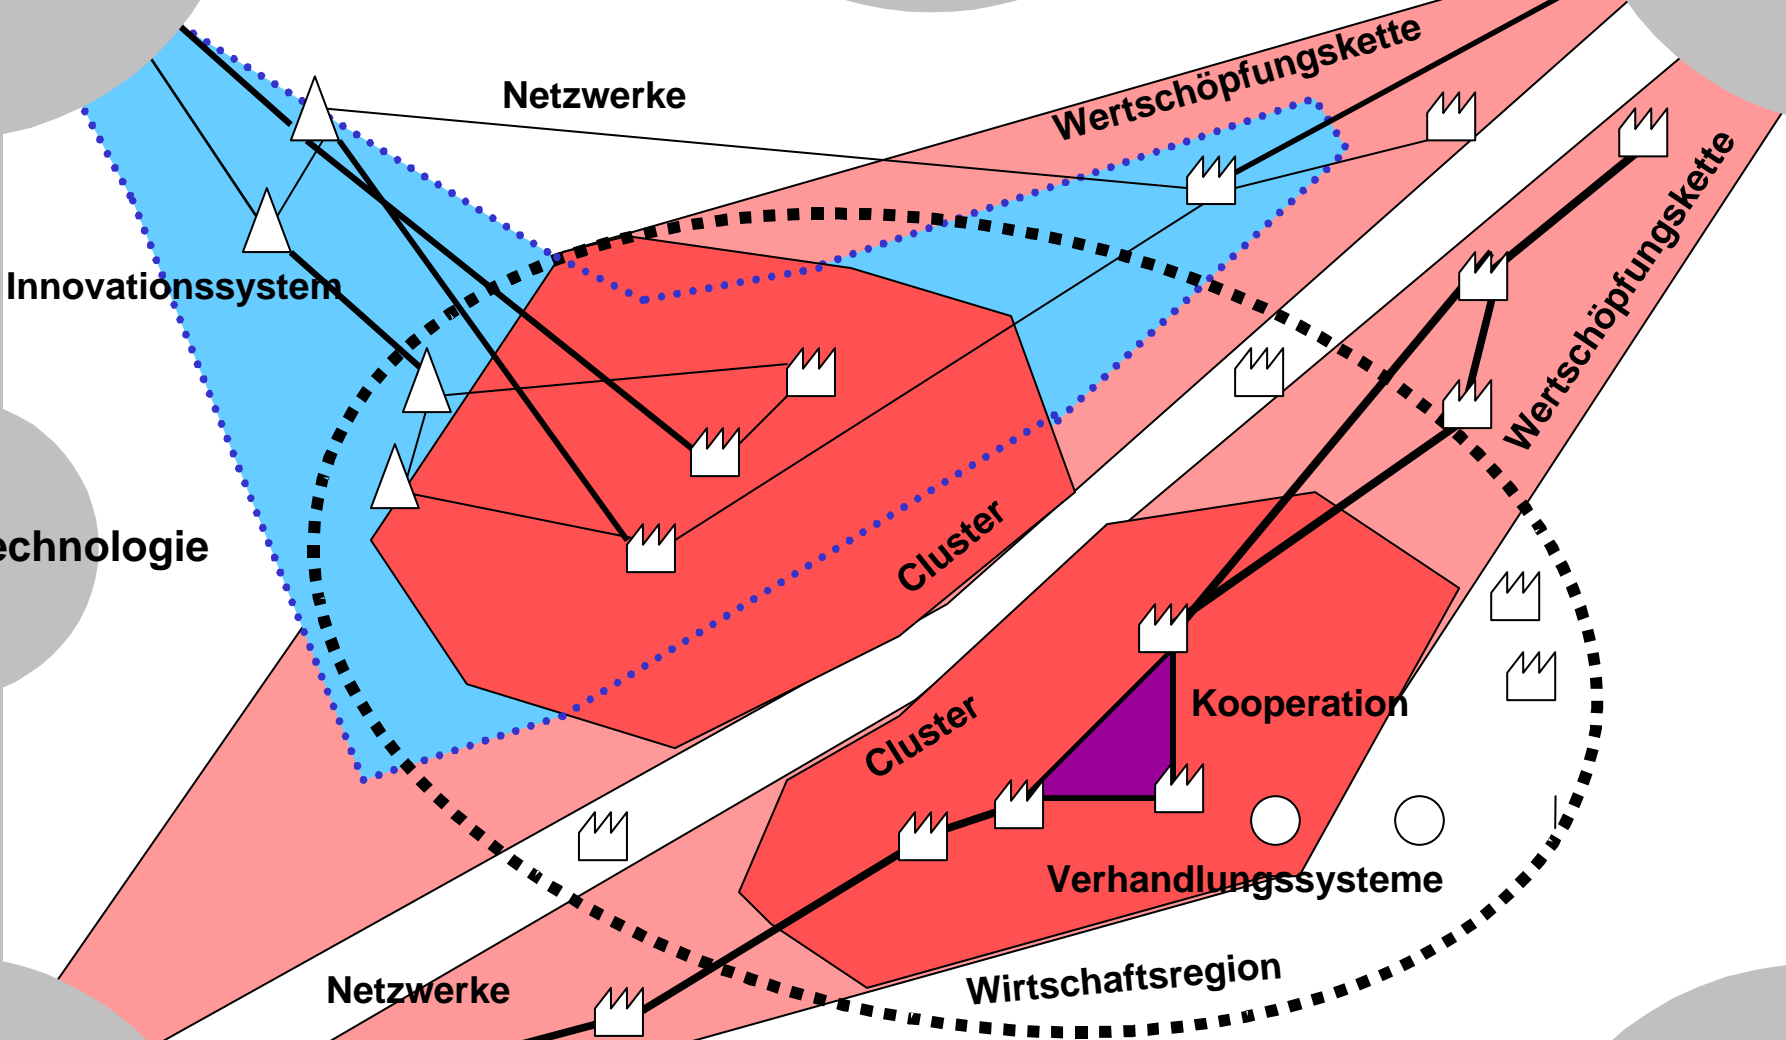 Wertschöpfungskette
Netzwerke
Wertschöpfungskette
Innovationssystem
echnologie
Cluster
Kooperation
Cluster
Verhandlungssysteme
Wirtschaftsregion
Netzwerke